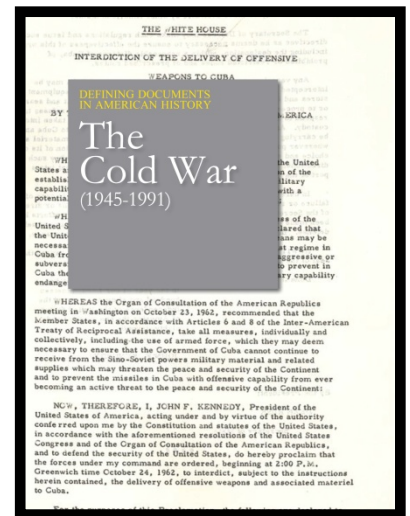 THE WHITE HOUSE
INTERDICTION OF THE DELIVERY OF OFFENSIVE
WEAPONS TO CUBA
DEFINING DOCUMENTS
IN AMERICAN HISTORY
The
Cold War
(1945-1991)
BY
ERICA
WH
the United
States a
n of the
establis
litary
capabilit
with a
potential
WH
ss of the
United S
lared that
the Unit
ans may be
necessa
st regime in
Cuba fro
aggressive or
subvers
o prevent in
Cuba the
ry capability
endange
WHEREAS the Organ of Consultation of the American Republics
meeting in Washington on October 23, 1962, recommended that the
Member States, in accordance with Articles 6 and 8 of the Inter-American
Treaty of Reciprocal Assistance, take all measures, individually and
collectively, including the use of armed force, which they may deem
necessary to ensure that the Government of Cuba cannot continue to
receive from the Sino-Soviet powers military material and related
supplies which may threaten the peace and security of the Continent
and to prevent the missiles in Cuba with offensive capability from ever
becoming an active threat to the peace and security of the Continent:
NOW, THEREFORE, I, JOHN F. KENNEDY, President of the
United States of America, acting under and by virtue of the authority
conferred upon me by the Constitution and statutes of the United States,
in accordance with the aforementioned resolutions of the United States
Congress and of the Organ of Consultation of the American Republics,
and to defend the security of the United States, do hereby proclaim that
the forces under my command are ordered, beginning at 2:00 P.M.
Greenwich time October 24, 1962, to interdict, subject to the instructions
herein contained, the delivery of offensive weapons and associated materiel
to Cuba.